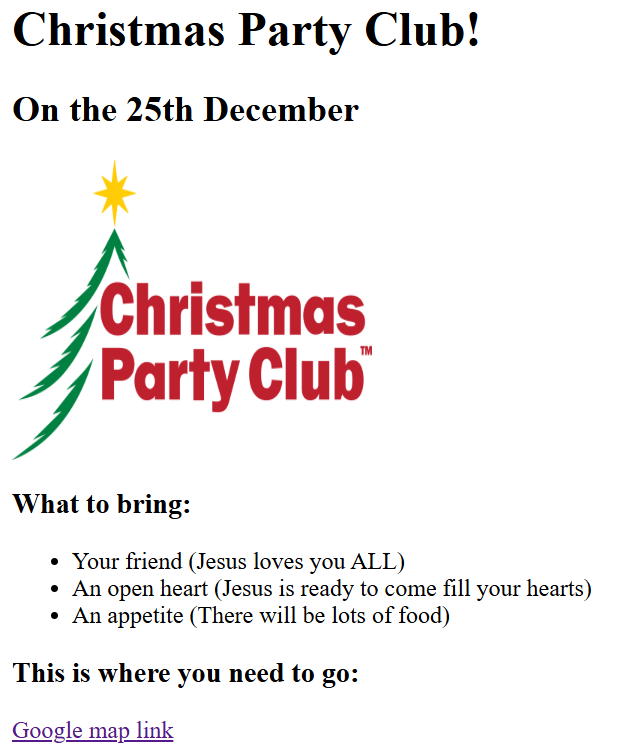 Christmas Party Club!
On the 25th December
Christmas
Party Club™
What to bring:
• Your friend (Jesus loves you ALL)
• An open heart (Jesus is ready to come fill your hearts)
• An appetite (There will be lots of food)
This is where you need to go:
Google map link